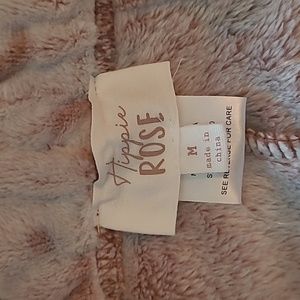 Hippie
ROSE
M
made in
china
SEE REVERSE FOR CARE